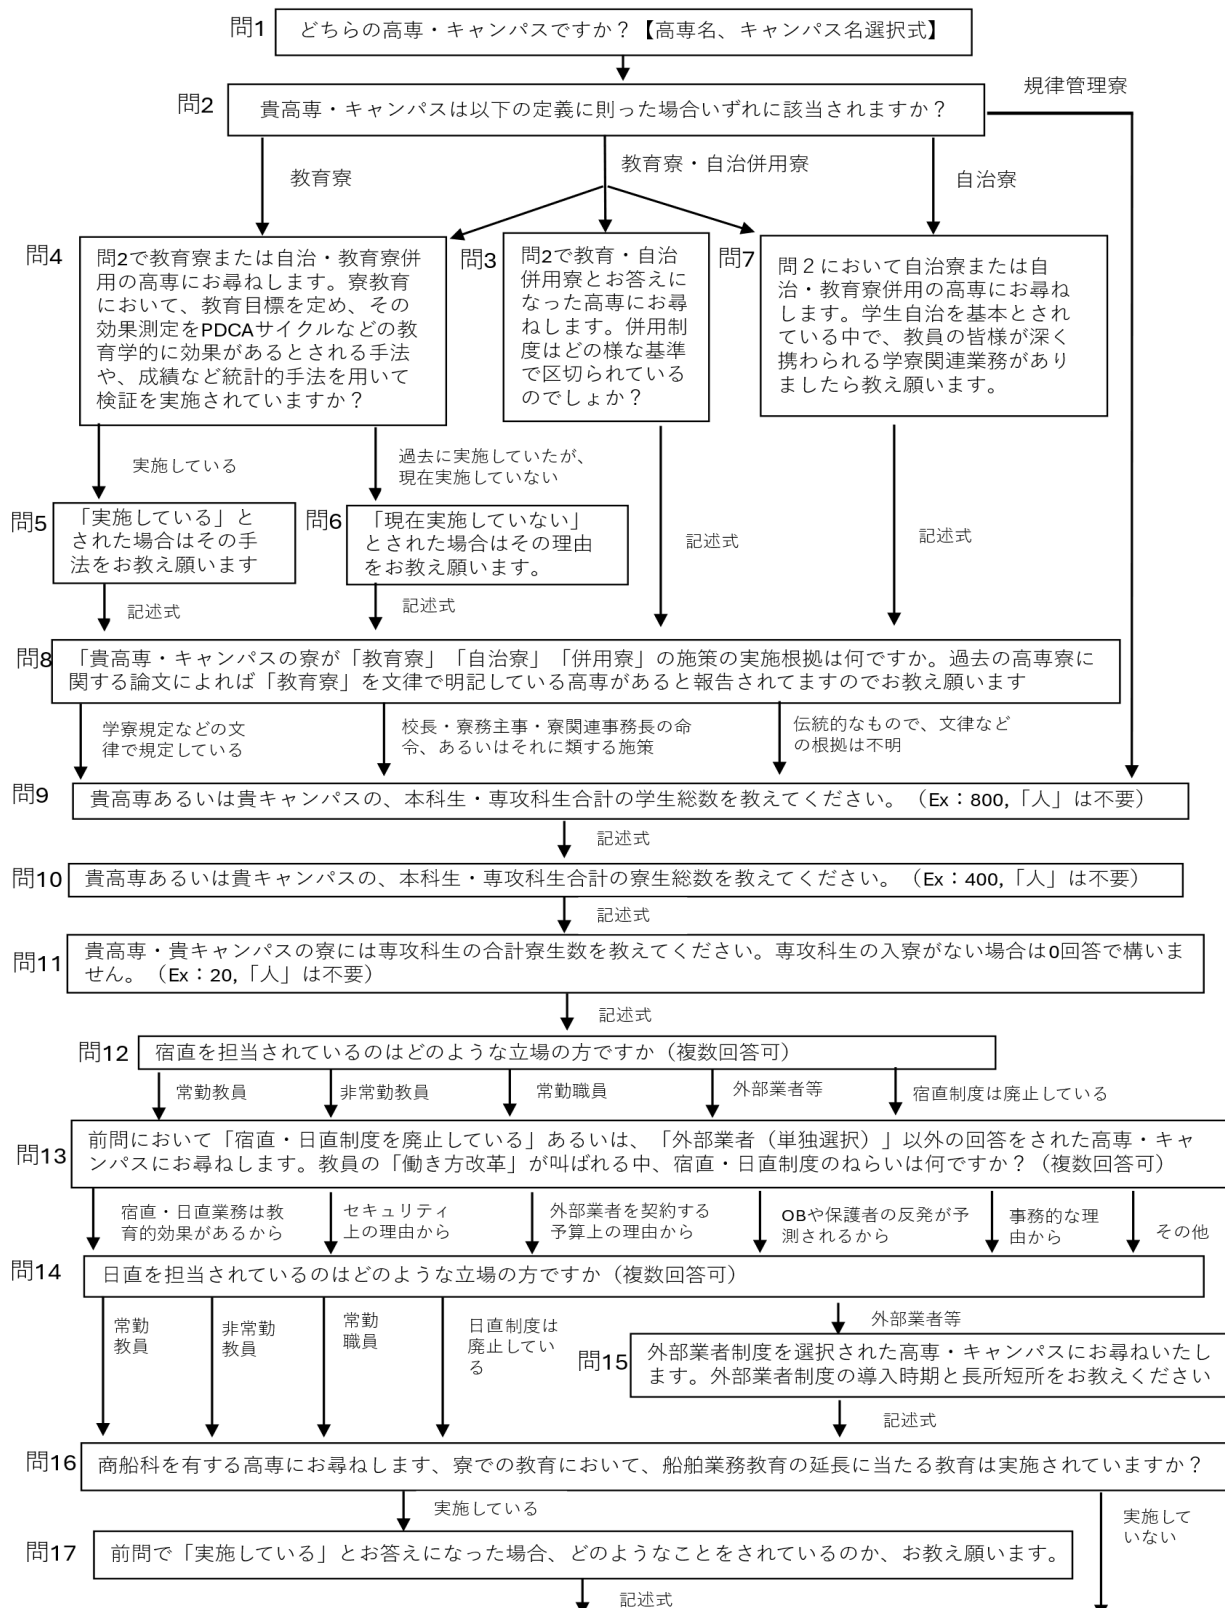 問1
どちらの高専・キャンパスですか？【高専名、キャンパス名選択式】
問2
貴高専・キャンパスは以下の定義に則った場合いずれに該当されますか？
規律管理寮
教育寮
教育寮・自治併用寮
自治寮
問4
問2で教育寮または自治・教育寮併
用の高専にお尋ねします。寮教育
において、教育目標を定め、その
効果測定をPDCAサイクルなどの教
育学的に効果があるとされる手法
や、成績など統計的手法を用いて
検証を実施されていますか？
問3
問2で教育・自治
併用寮とお答えに
なった高専にお尋
ねします。併用制
度はどの様な基準
で区切られている
のでしょか？
問7
問２において自治寮または自
治・教育寮併用の高専にお尋ね
します。学生自治を基本とされ
ている中で、教員の皆様が深く
携わられる学寮関連業務があり
ましたら教え願います。
実施している
過去に実施していたが、
現在実施していない
問5
「実施している」と
された場合はその手
法をお教え願います
問6
「現在実施していない」
とされた場合はその理由
をお教え願います。
記述式
記述式
記述式
記述式
問8
「貴高専・キャンパスの寮が「教育寮」「自治寮」「併用寮」の施策の実施根拠は何ですか。過去の高専寮に
関する論文によれば「教育寮」を文律で明記している高専があると報告されてますのでお教え願います
学寮規定などの文
律で規定している
校長・寮務主事・寮関連事務長の命
令、あるいはそれに類する施策
伝統的なもので、文律など
の根拠は不明
問9
貴高専あるいは貴キャンパスの、本科生・専攻科生合計の学生総数を教えてください。（Ex：800,「人」は不要）
記述式
問10
貴高専あるいは貴キャンパスの、本科生・専攻科生合計の寮生総数を教えてください。（Ex：400,「人」は不要）
記述式
問11
貴高専・貴キャンパスの寮には専攻科生の合計寮生数を教えてください。専攻科生の入寮がない場合は0回答で構いま
せん。（Ex：20,「人」は不要）
記述式
問12
宿直を担当されているのはどのような立場の方ですか（複数回答可）
常勤教員
非常勤教員
常勤職員
外部業者等
宿直制度は廃止している
問13
前問において「宿直・日直制度を廃止している」あるいは、「外部業者（単独選択）」以外の回答をされた高専・キャ
ンパスにお尋ねします。教員の「働き方改革」が叫ばれる中、宿直・日直制度のねらいは何ですか？（複数回答可）
宿直・日直業務は教
育的効果があるから
セキュリティ
上の理由から
外部業者を契約する
予算上の理由から
OBや保護者の反発が予
測されるから
事務的な理
由から
その他
問14
日直を担当されているのはどのような立場の方ですか（複数回答可）
常勤
教員
非常勤
教員
常勤
職員
日直制度は
廃止してい
る
外部業者等
問15
外部業者制度を選択された高専・キャンパスにお尋ねいたし
ます。外部業者制度の導入時期と長所短所をお教えください
記述式
問16
商船科を有する高専にお尋ねします、寮での教育において、船舶業務教育の延長に当たる教育は実施されていますか？
実施している
実施して
いない
問17
前問で「実施している」とお答えになった場合、どのようなことをされているのか、お教え願います。
記述式